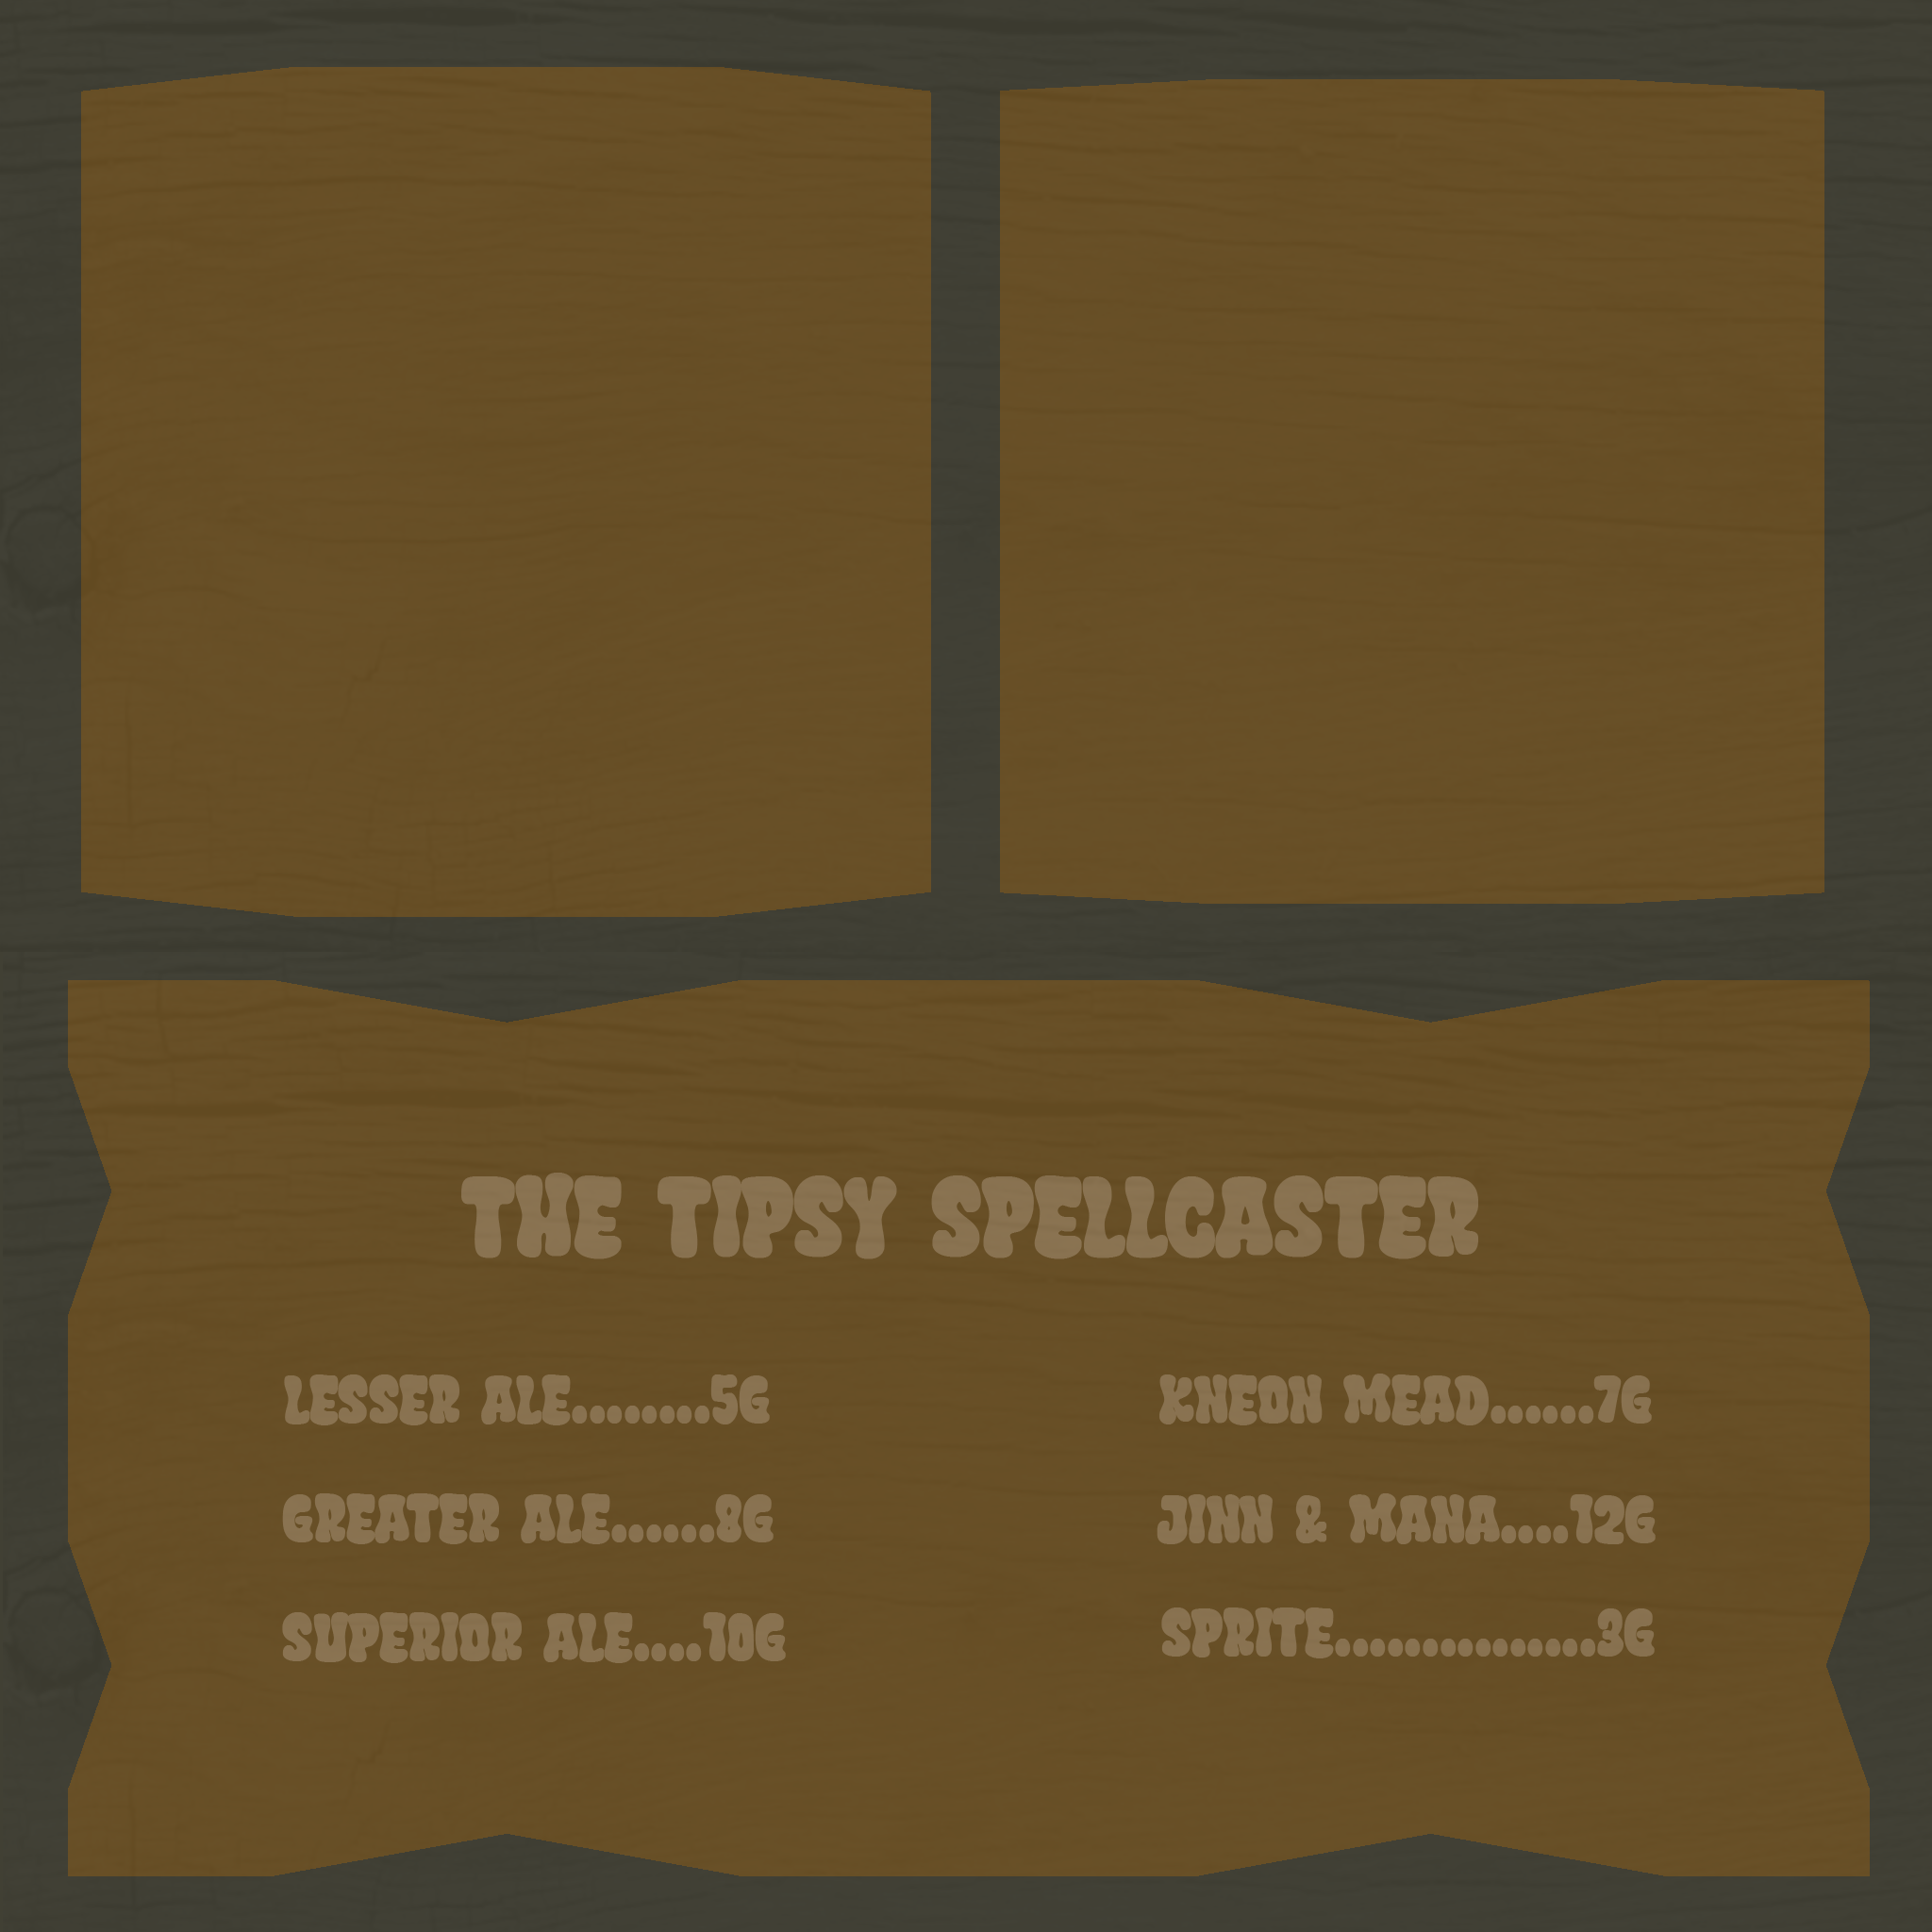 THE TIPSY SPELLCASTER
LESSER ALE........5G
GREATER ALE......8G
SUPERIOR ALE....10G
KNEON MEAD......7G
JINN & MANA....12G
SPRITE...............3G